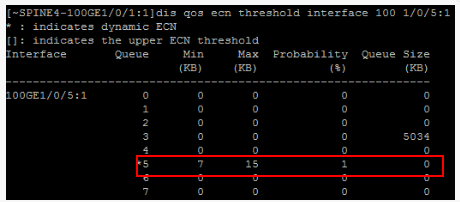 [~SPINE4-100GE1/0/1:1]dis qos ecn threshold interface 100 1/0/5:1
* : indicates dynamic ECN
[]: indicates the upper ECN threshold
Interface Queue Min Max Probability Queue Size
(KB) (KB) (%) (KB)
--------------------------------------------------------------------
100GE1/0/5:1 0 0 0 0 0
1 0 0 0 0
2 0 0 0 0
3 0 0 0 5034
4 0 0 0 0
*5 7 15 1 0
6 0 0 0 0
7 0 0 0 0